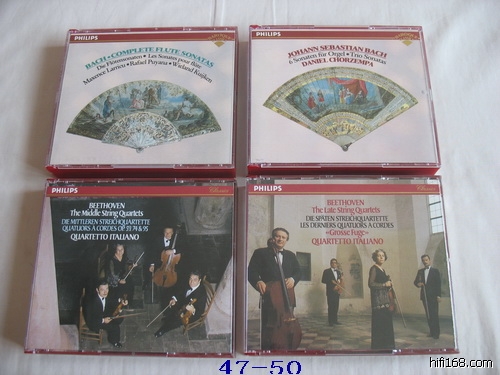 PHILIPS
BACH · COMPLETE FLUTE SONATAS
Die Flötensonaten · Les Sonates pour flûte
Maxence Larrieu · Rafael Puyana · Wieland Kuijken
PHILIPS
JOHANN SEBASTIAN BACH
6 Sonaten für Orgel · Trio Sonatas
DANIEL CHORZEMPA
PHILIPS
BEETHOVEN
The Middle String Quartets
DIE MITTLEREN STREICHQUARTETTE
QUATUORS À CORDES OP. 59, 74 & 95
QUARTETTO ITALIANO
PHILIPS
Classics
BEETHOVEN
The Late String Quartets
DIE SPÄTEN STREICHQUARTETTE
LES DERNIERS QUATUORS À CORDES
«Grosse Fuge»
QUARTETTO ITALIANO
47-50
hifi168.com